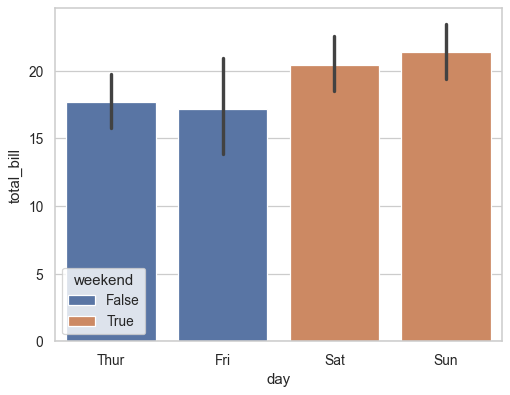 20
15
10
5
0
total_bill
weekend
False
True
Thur Fri Sat Sun
day